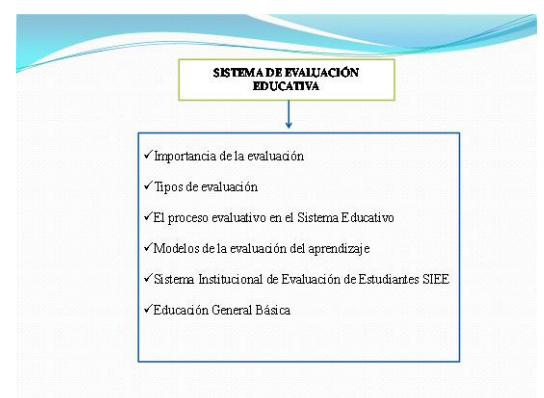 SISTEMA DE EVALUACIÓN
EDUCATIVA
✓Importancia de la evaluación
✓Tipos de evaluación
✓El proceso evaluativo en el Sistema Educativo
✓Modelos de la evaluación del aprendizaje
✓Sistema Institucional de Evaluación de Estudiantes SIEE
✓Educación General Básica